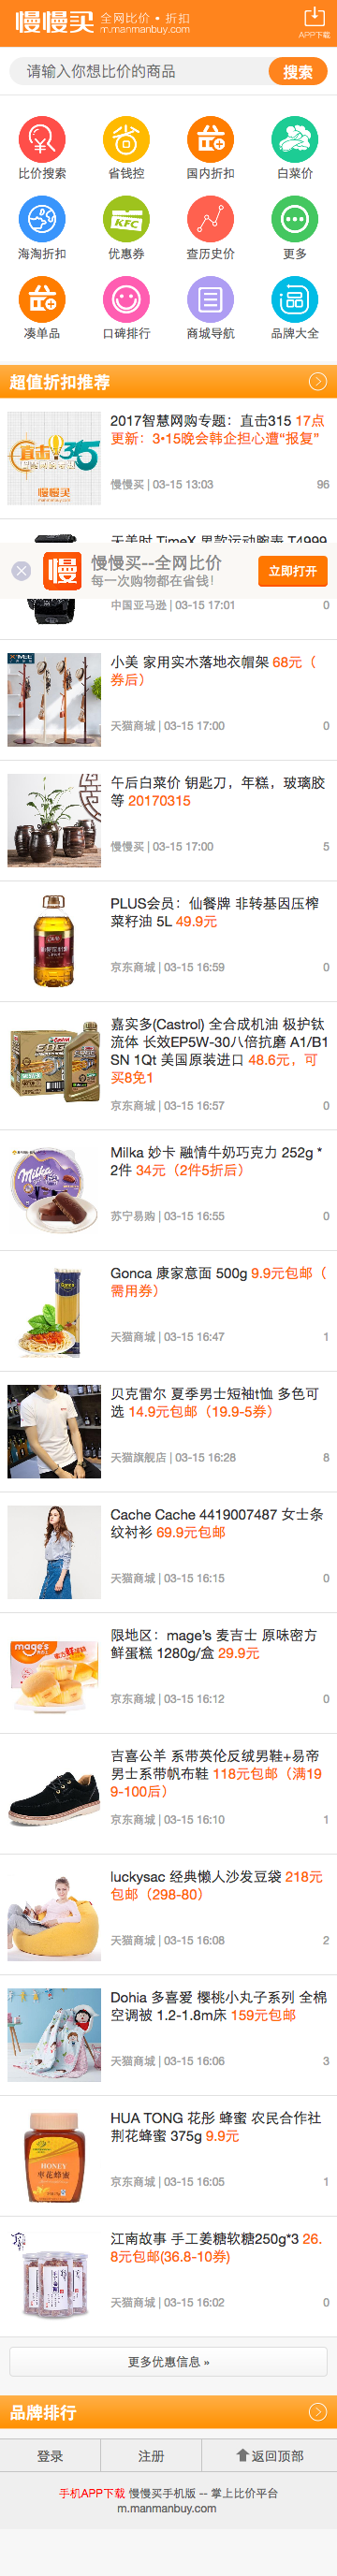 慢慢买 全网比价·折扣
m.manmanbuy.com
APP下载
请输入你想比价的商品 搜索
比价搜索 省钱控 国内折扣 白菜价
KFC
海淘折扣 优惠券 查历史价 更多
凑单品 口碑排行 商城导航 品牌大全
超值折扣推荐
2017智慧网购专题：直击315 17点
更新：3•15晚会韩企担心遭“报复”
直击315
慢慢买
慢慢买 | 03-15 13:03 96
天美时 TimeX 男款运动腕表 T4999
慢 慢慢买--全网比价
每一次购物都在省钱！
立即打开
中国亚马逊 | 03-15 17:01 0
小美 家用实木落地衣帽架 68元（
券后）
天猫商城 | 03-15 17:00 0
午后白菜价 钥匙刀，年糕，玻璃胶
等 20170315
慢慢买 | 03-15 17:00 5
PLUS会员：仙餐牌 非转基因压榨
菜籽油 5L 49.9元
京东商城 | 03-15 16:59 0
嘉实多(Castrol) 全合成机油 极护钛
流体 长效EP5W-30八倍抗磨 A1/B1
SN 1Qt 美国原装进口 48.6元，可
买8免1
京东商城 | 03-15 16:57 0
Milka
Milka 妙卡 融情牛奶巧克力 252g *
2件 34元（2件5折后）
苏宁易购 | 03-15 16:55 0
Gonca 康家意面 500g 9.9元包邮（
需用券）
天猫商城 | 03-15 16:47 1
贝克雷尔 夏季男士短袖t恤 多色可
选 14.9元包邮（19.9-5券）
天猫旗舰店 | 03-15 16:28 8
Cache Cache 4419007487 女士条
纹衬衫 69.9元包邮
天猫商城 | 03-15 16:15 0
mage's
限地区：mage’s 麦吉士 原味密方
鲜蛋糕 1280g/盒 29.9元
京东商城 | 03-15 16:12 0
吉喜公羊 系带英伦反绒男鞋+易帝
男士系带帆布鞋 118元包邮（满19
9-100后）
京东商城 | 03-15 16:10 1
luckysac 经典懒人沙发豆袋 218元
包邮（298-80）
天猫商城 | 03-15 16:08 2
Dohia 多喜爱 樱桃小丸子系列 全棉
空调被 1.2-1.8m床 159元包邮
天猫商城 | 03-15 16:06 3
HONEY
枣花蜂蜜
HUA TONG 花彤 蜂蜜 农民合作社
荆花蜂蜜 375g 9.9元
京东商城 | 03-15 16:05 1
江南故事 手工姜糖软糖250g*3 26.
8元包邮(36.8-10券)
天猫商城 | 03-15 16:02 0
更多优惠信息 »
品牌排行
登录 注册 返回顶部
手机APP下载 慢慢买手机版 -- 掌上比价平台
m.manmanbuy.com